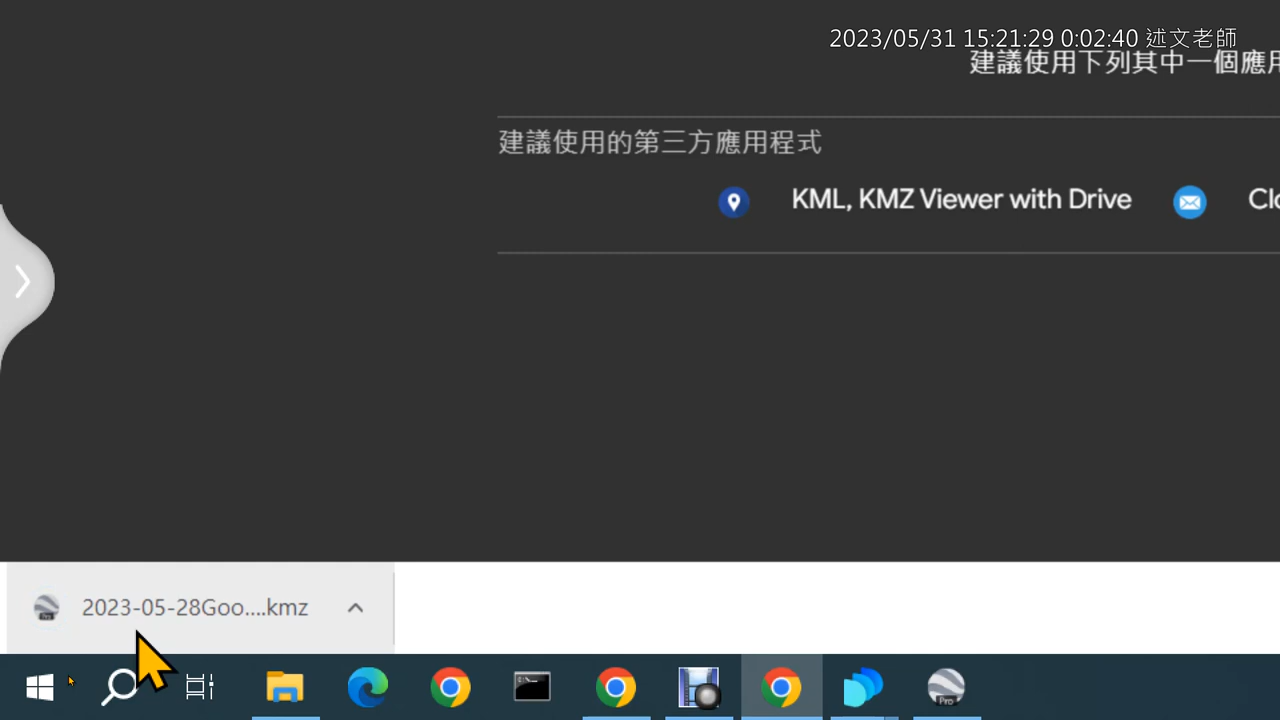 2023/05/31 15:21:29 0:02:40 述文老師
建議使用下列其中一個應用
建議使用的第三方應用程式
KML, KMZ Viewer with Drive
Clo
2023-05-28Goo....kmz
Pro